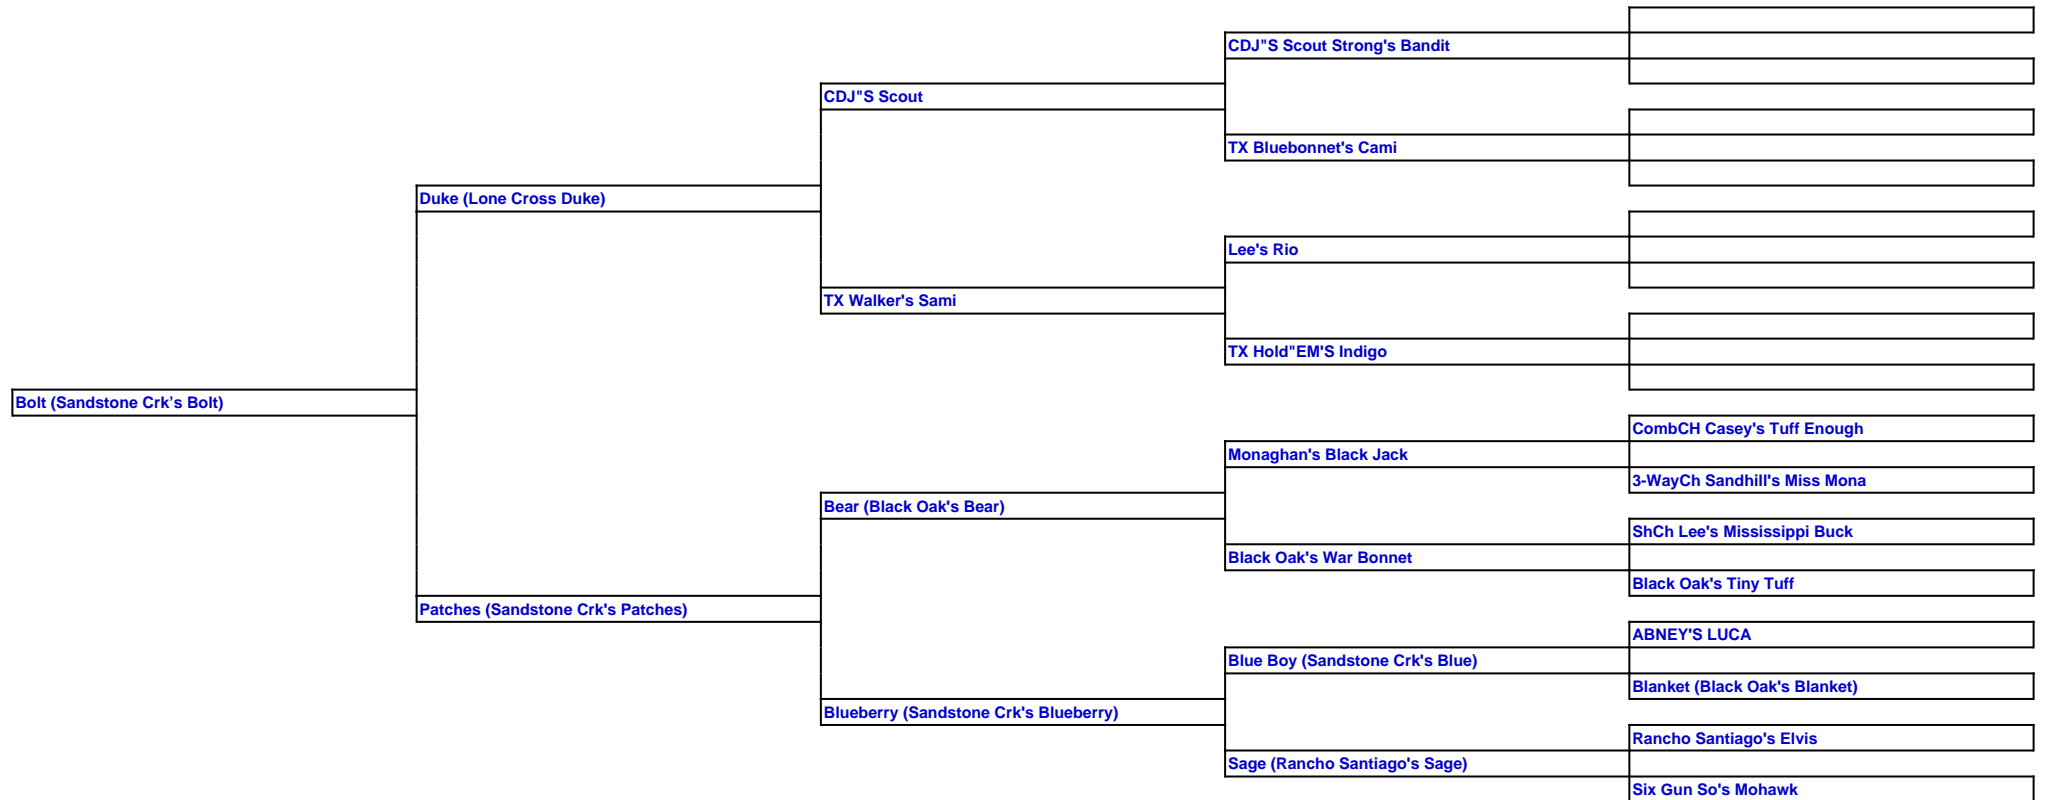 CDJ"S Scout Strong's Bandit
CDJ"S Scout
TX Bluebonnet's Cami
Duke (Lone Cross Duke)
Lee's Rio
TX Walker's Sami
TX Hold"EM'S Indigo
Bolt (Sandstone Crk’s Bolt)
CombCH Casey's Tuff Enough
Monaghan's Black Jack
3-WayCh Sandhill's Miss Mona
Bear (Black Oak's Bear)
ShCh Lee's Mississippi Buck
Black Oak's War Bonnet
Black Oak's Tiny Tuff
Patches (Sandstone Crk's Patches)
ABNEY'S LUCA
Blue Boy (Sandstone Crk's Blue)
Blanket (Black Oak's Blanket)
Blueberry (Sandstone Crk's Blueberry)
Rancho Santiago's Elvis
Sage (Rancho Santiago's Sage)
Six Gun So's Mohawk